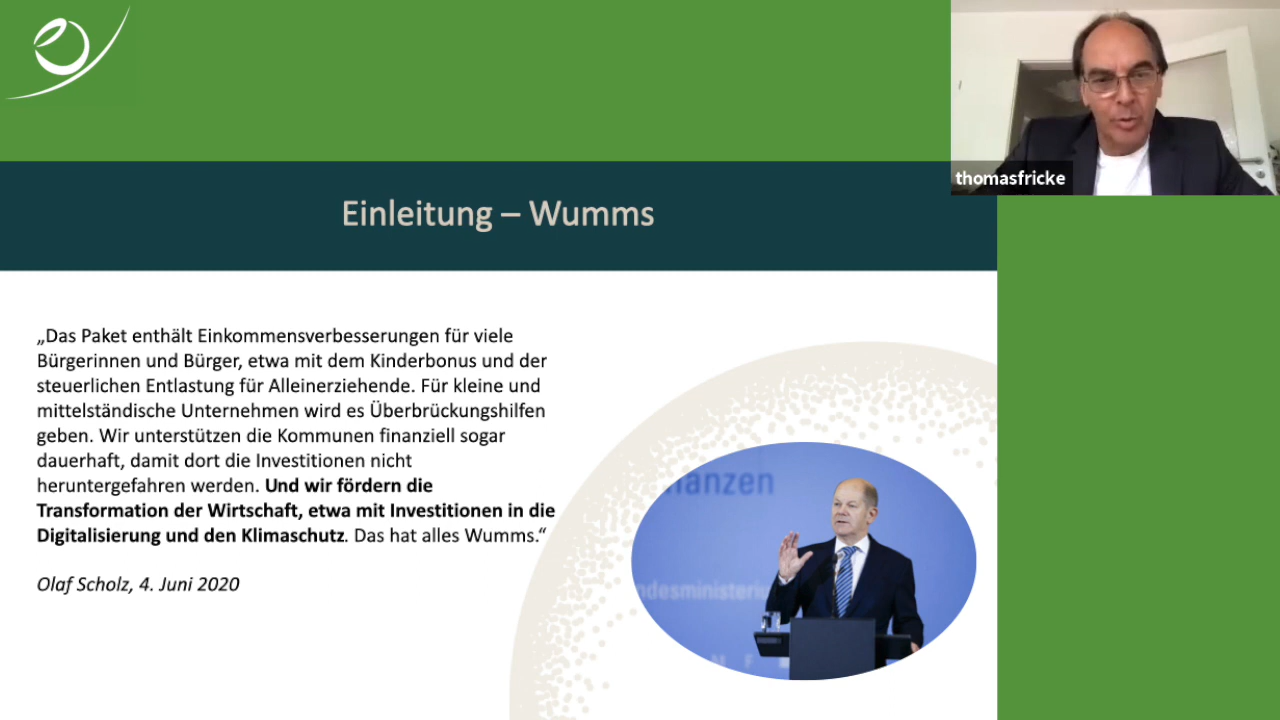 thomasfricke
Einleitung – Wumms
„Das Paket enthält Einkommensverbesserungen für viele
Bürgerinnen und Bürger, etwa mit dem Kinderbonus und der
steuerlichen Entlastung für Alleinerziehende. Für kleine und
mittelständische Unternehmen wird es Überbrückungshilfen
geben. Wir unterstützen die Kommunen finanziell sogar
dauerhaft, damit dort die Investitionen nicht
heruntergefahren werden. Und wir fördern die
Transformation der Wirtschaft, etwa mit Investitionen in die
Digitalisierung und den Klimaschutz. Das hat alles Wumms.“
Olaf Scholz, 4. Juni 2020
nanzen
ndesministeriu